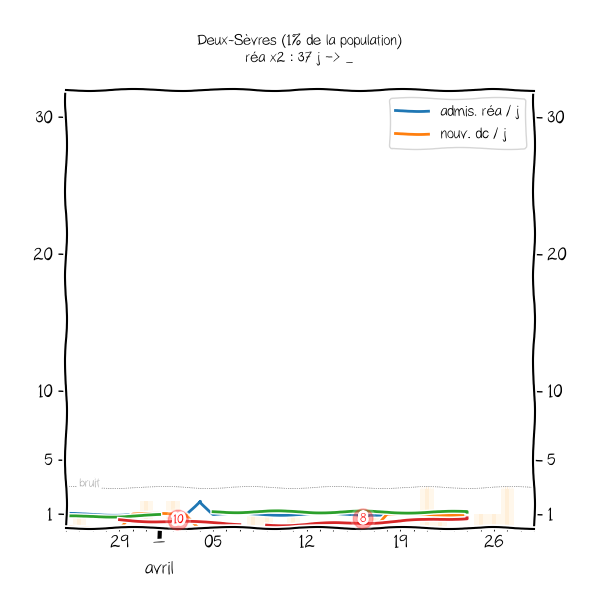 Deux-Sèvres (1% de la population)
réa x2 : 37 j -> _
admis. réa / j
nouv. dc / j
30
30
20
20
10
10
5
5
bruit
1
1
10
8
29
05
12
19
26
avril